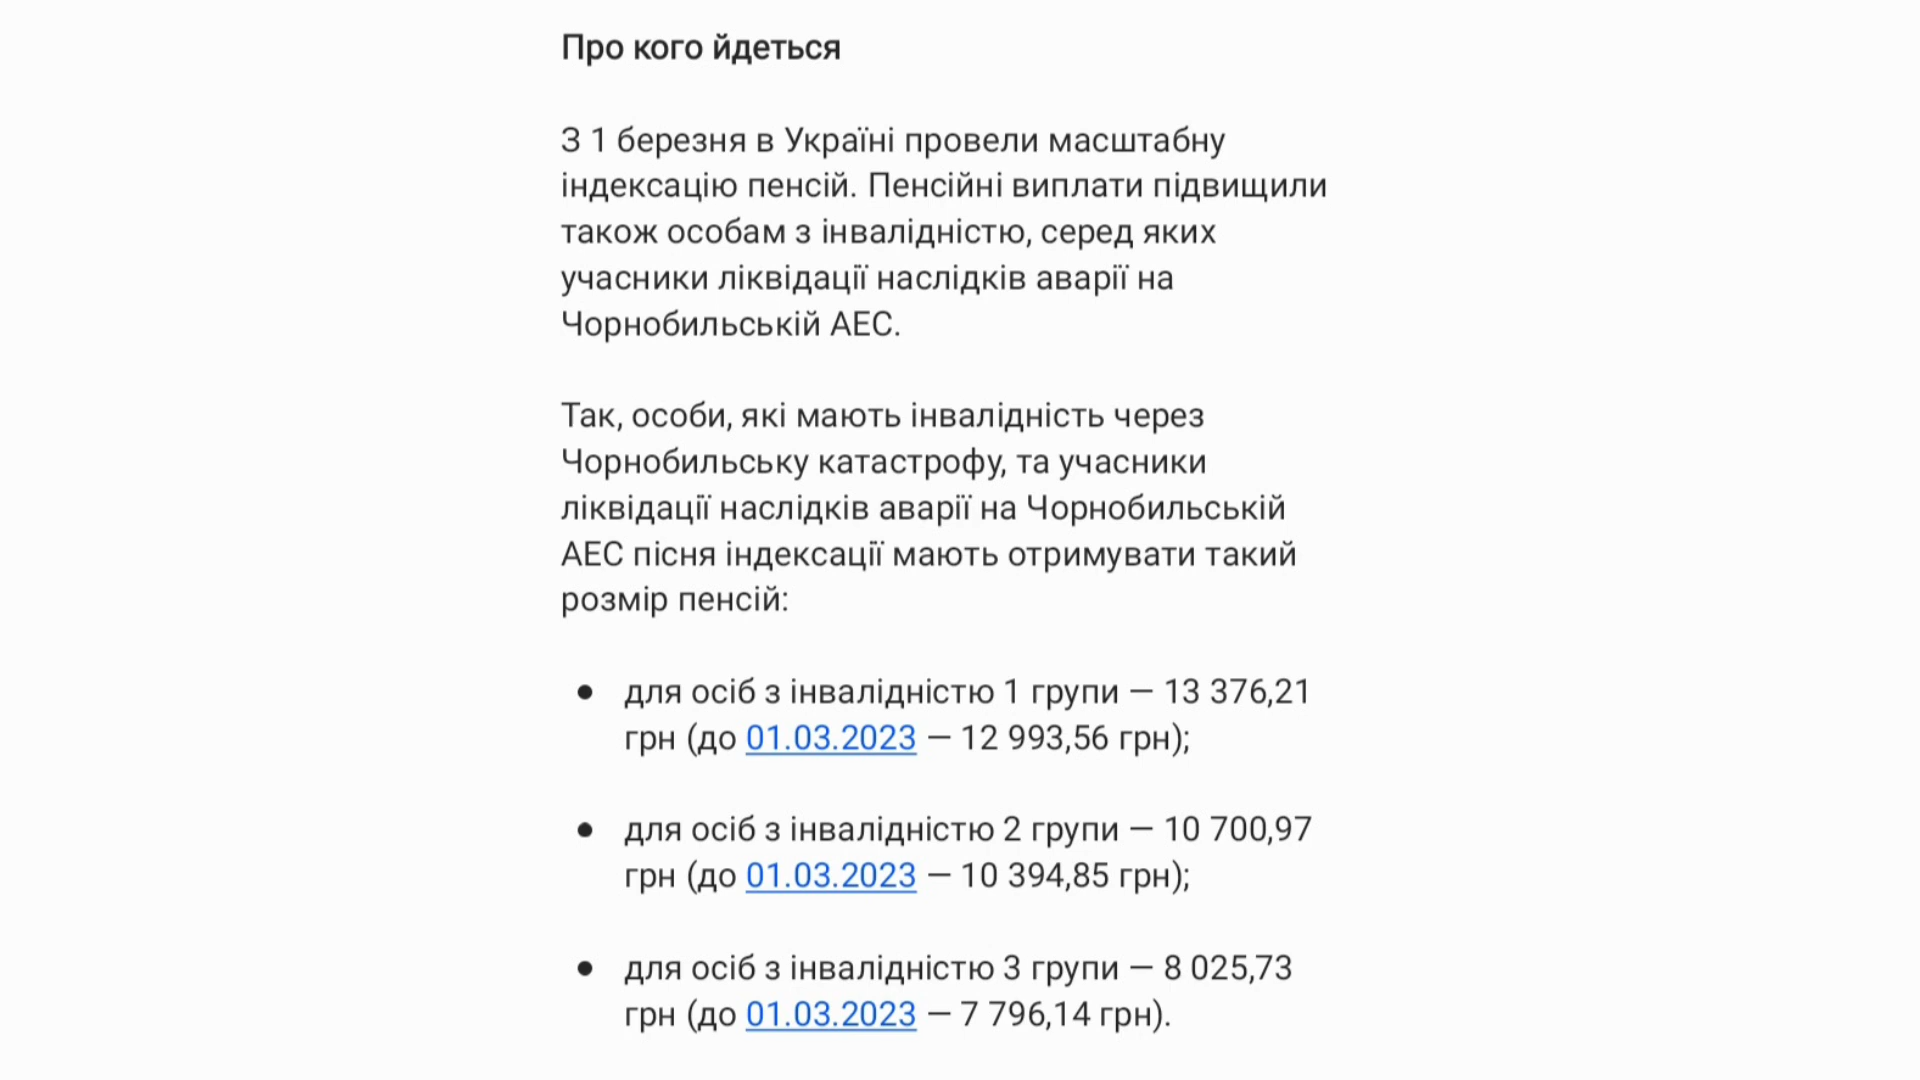 Про кого йдеться
З 1 березня в Україні провели масштабну
індексацію пенсій. Пенсійні виплати підвищили
також особам з інвалідністю, серед яких
учасники ліквідації наслідків аварії на
Чорнобильській АЕС.
Так, особи, які мають інвалідність через
Чорнобильську катастрофу, та учасники
ліквідації наслідків аварії на Чорнобильській
АЕС пісня індексації мають отримувати такий
розмір пенсій:
● для осіб з інвалідністю 1 групи — 13 376,21
грн (до 01.03.2023 — 12 993,56 грн);
● для осіб з інвалідністю 2 групи — 10 700,97
грн (до 01.03.2023 — 10 394,85 грн);
● для осіб з інвалідністю 3 групи — 8 025,73
грн (до 01.03.2023 — 7 796,14 грн).